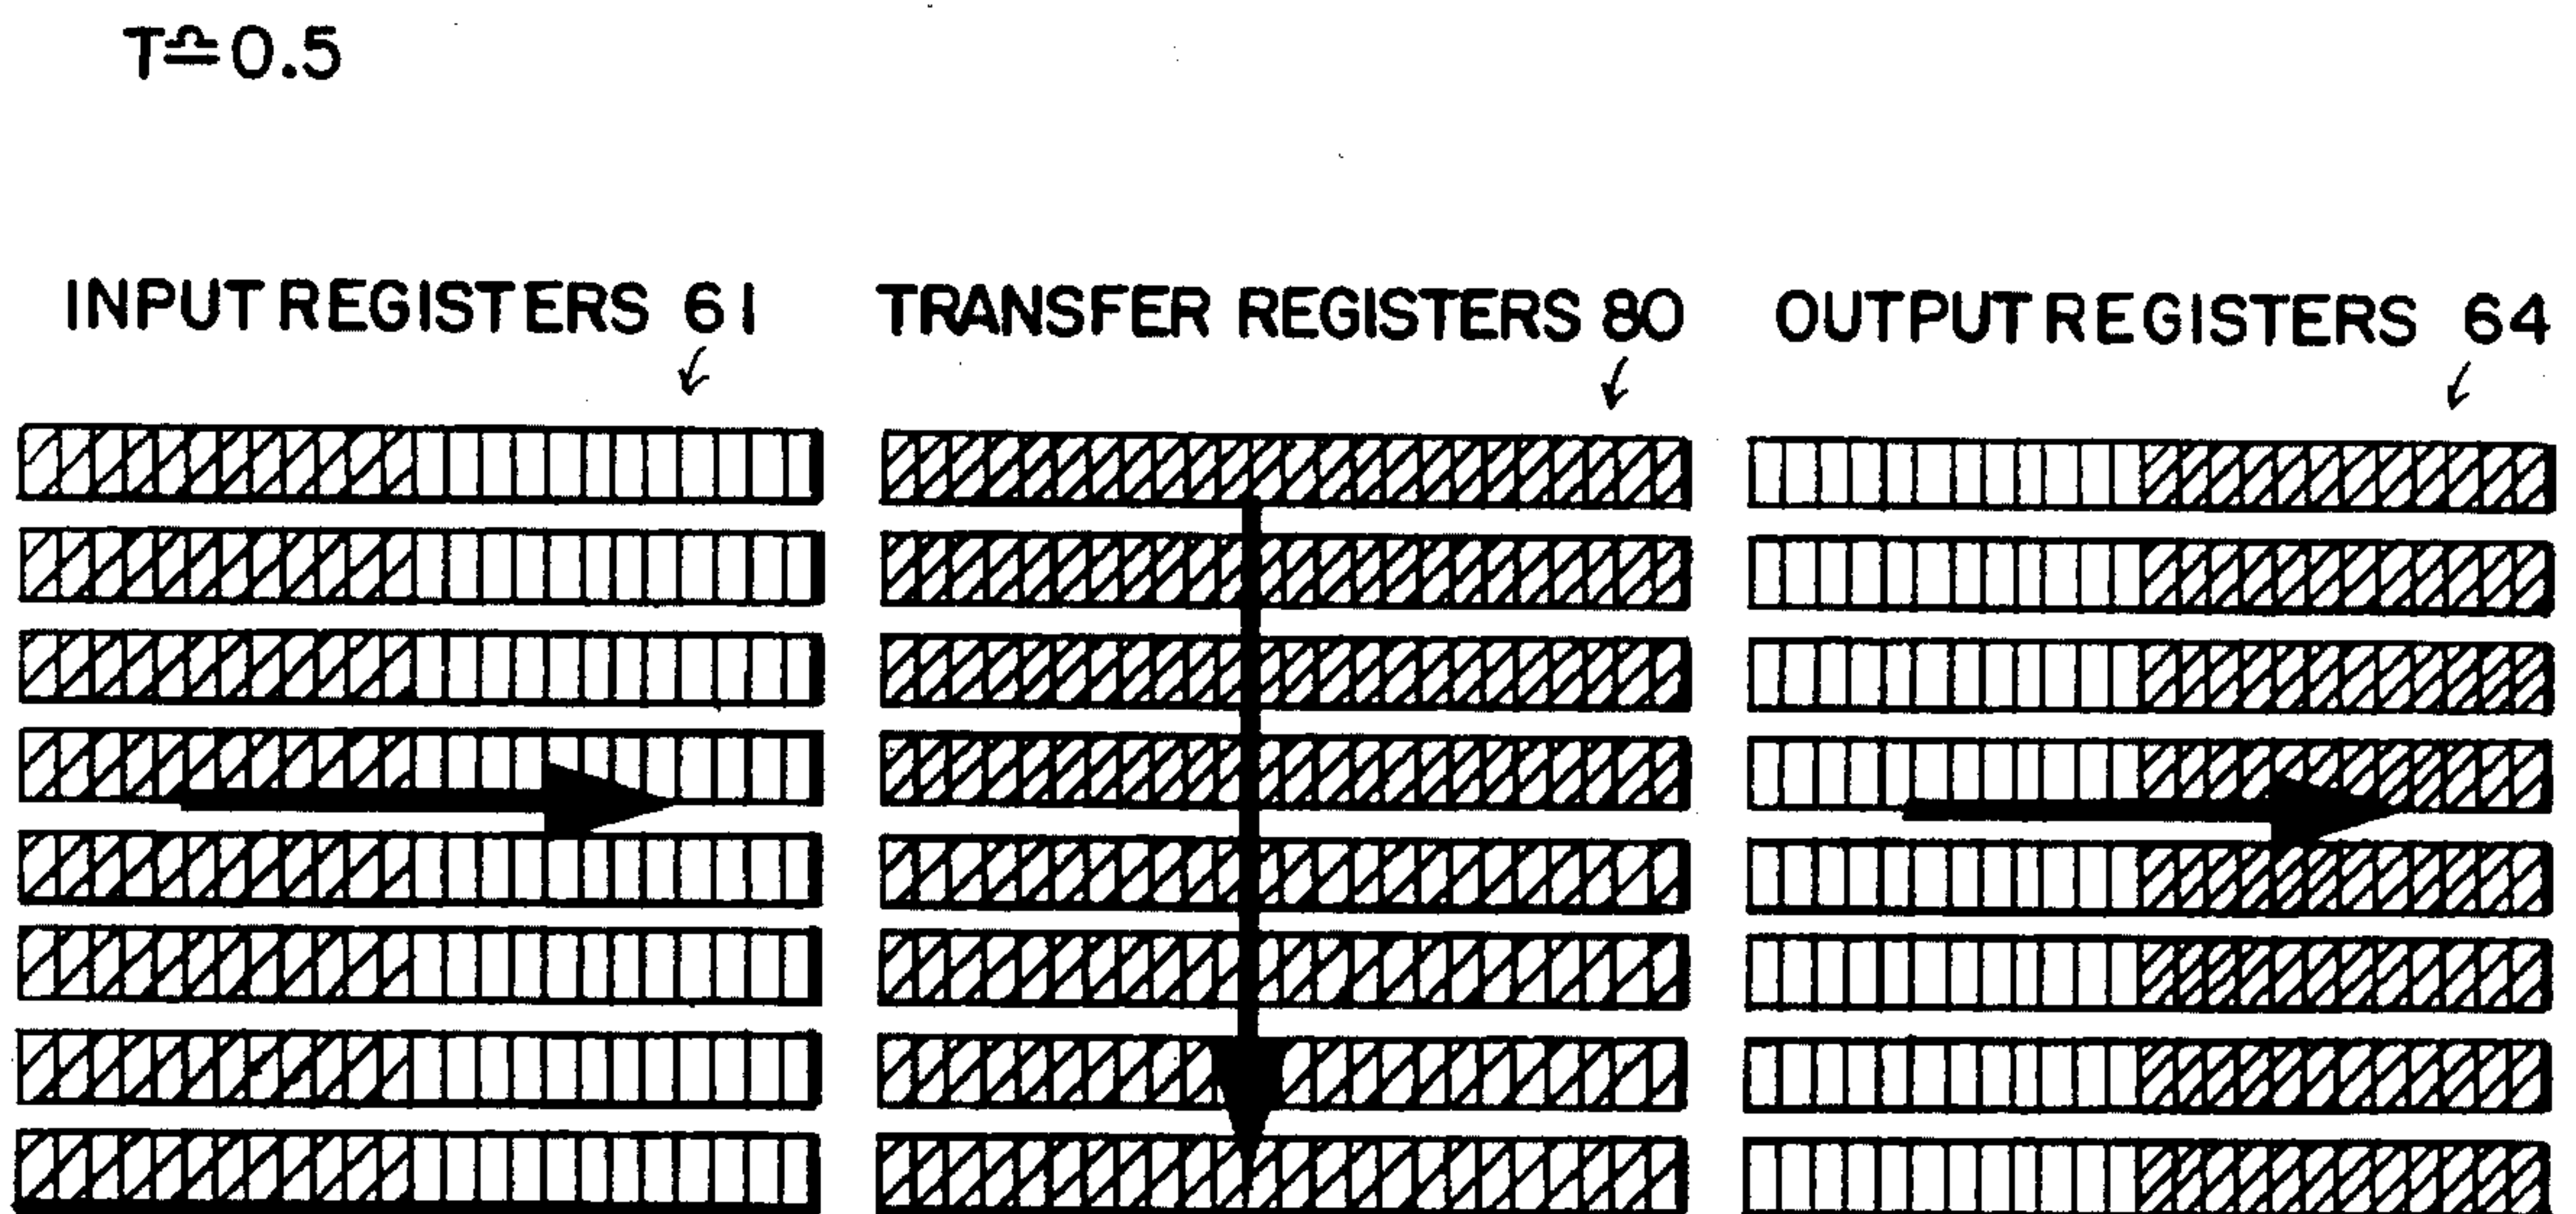 T≏0.5
INPUT REGISTERS 61
TRANSFER REGISTERS 80
OUTPUT REGISTERS 64